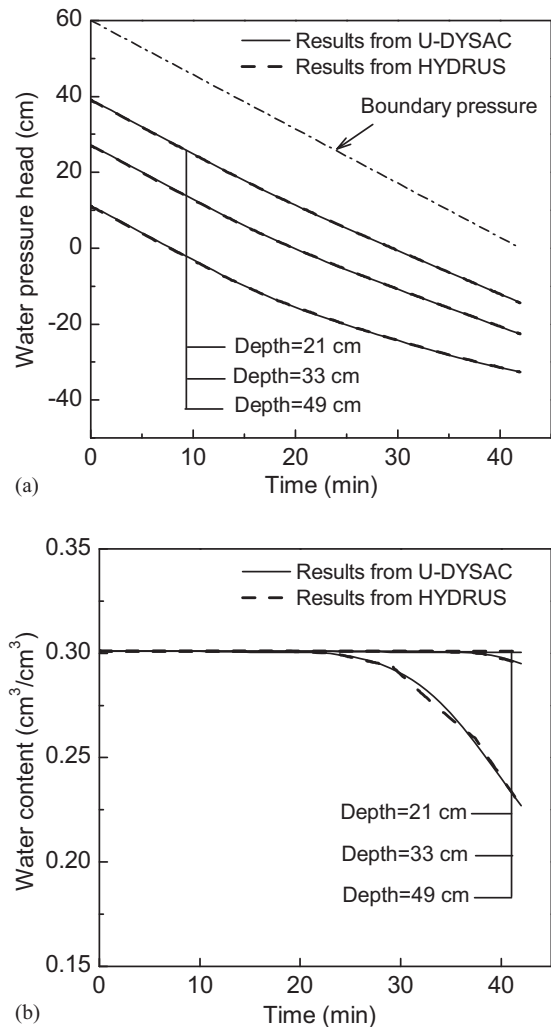 60
40
20
0
-20
-40
Water pressure head (cm)
Results from U-DYSAC
Results from HYDRUS
Boundary pressure
Depth=21 cm
Depth=33 cm
Depth=49 cm
0 10 20 30 40
Time (min)
(a)
0.35
0.30
0.25
0.20
0.15
Water content (cm³/cm³)
Results from U-DYSAC
Results from HYDRUS
Depth=21 cm
Depth=33 cm
Depth=49 cm
0 10 20 30 40
Time (min)
(b)